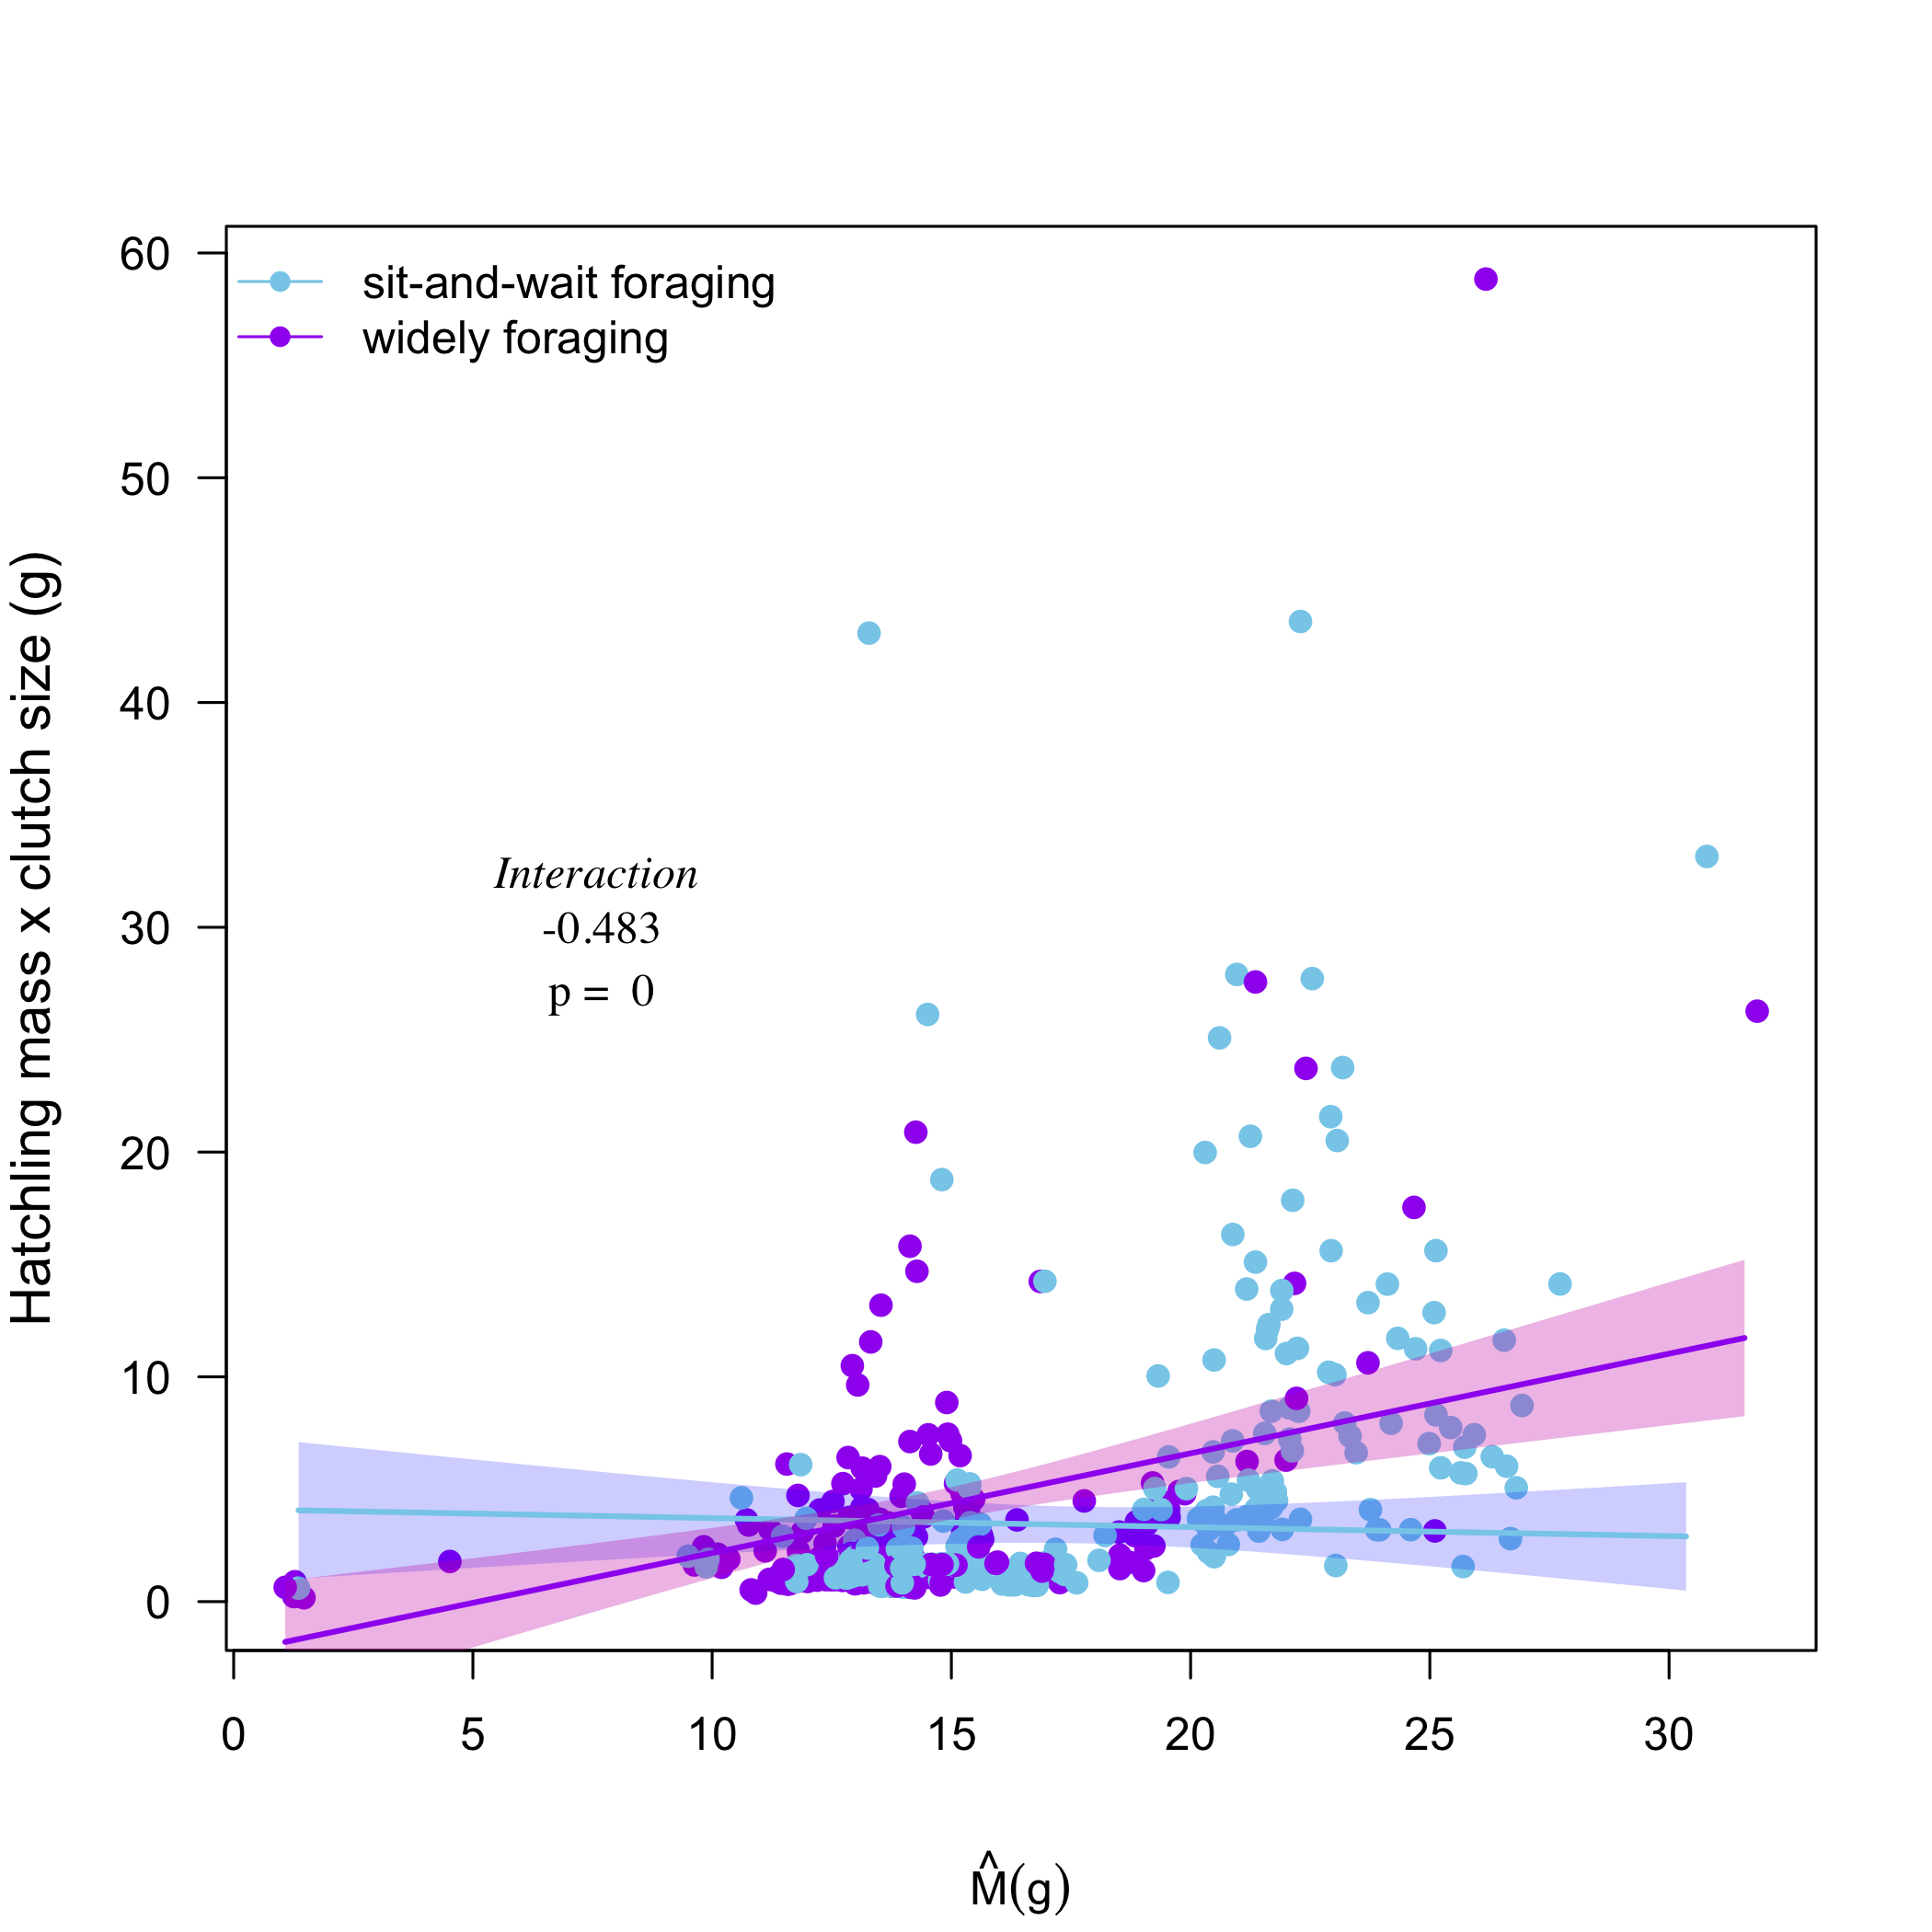 60
50
40
30
20
10
0
Hatchling mass x clutch size (g)
sit-and-wait foraging
widely foraging
Interaction
-0.483
p = 0
0 5 10 15 20 25 30
M̂(g)